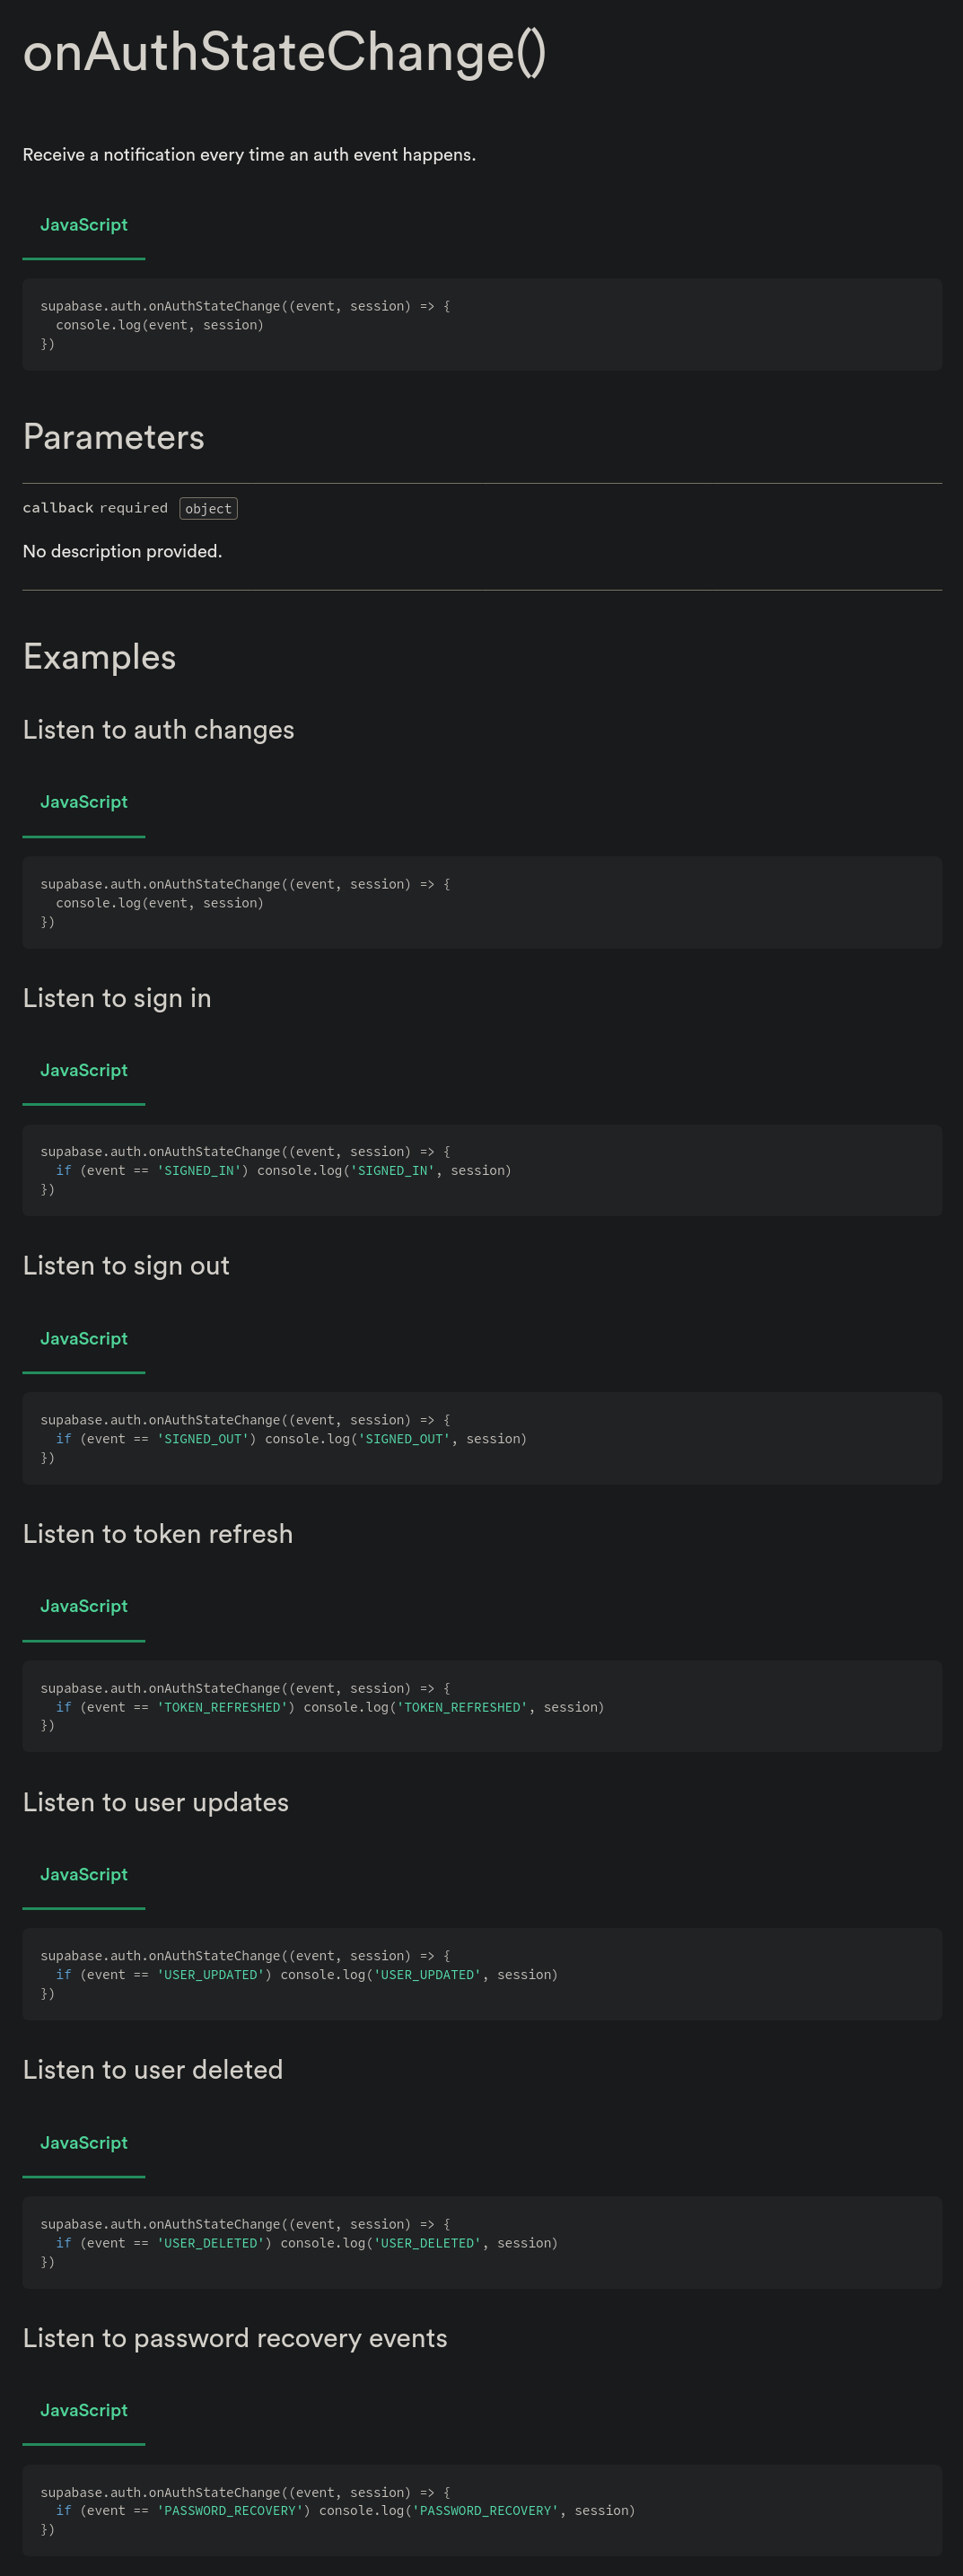 onAuthStateChange()
Receive a notification every time an auth event happens.
JavaScript
supabase.auth.onAuthStateChange((event, session) => {
  console.log(event, session)
})
Parameters
callback required object
No description provided.
Examples
Listen to auth changes
JavaScript
supabase.auth.onAuthStateChange((event, session) => {
  console.log(event, session)
})
Listen to sign in
JavaScript
supabase.auth.onAuthStateChange((event, session) => {
  if (event == 'SIGNED_IN') console.log('SIGNED_IN', session)
})
Listen to sign out
JavaScript
supabase.auth.onAuthStateChange((event, session) => {
  if (event == 'SIGNED_OUT') console.log('SIGNED_OUT', session)
})
Listen to token refresh
JavaScript
supabase.auth.onAuthStateChange((event, session) => {
  if (event == 'TOKEN_REFRESHED') console.log('TOKEN_REFRESHED', session)
})
Listen to user updates
JavaScript
supabase.auth.onAuthStateChange((event, session) => {
  if (event == 'USER_UPDATED') console.log('USER_UPDATED', session)
})
Listen to user deleted
JavaScript
supabase.auth.onAuthStateChange((event, session) => {
  if (event == 'USER_DELETED') console.log('USER_DELETED', session)
})
Listen to password recovery events
JavaScript
supabase.auth.onAuthStateChange((event, session) => {
  if (event == 'PASSWORD_RECOVERY') console.log('PASSWORD_RECOVERY', session)
})